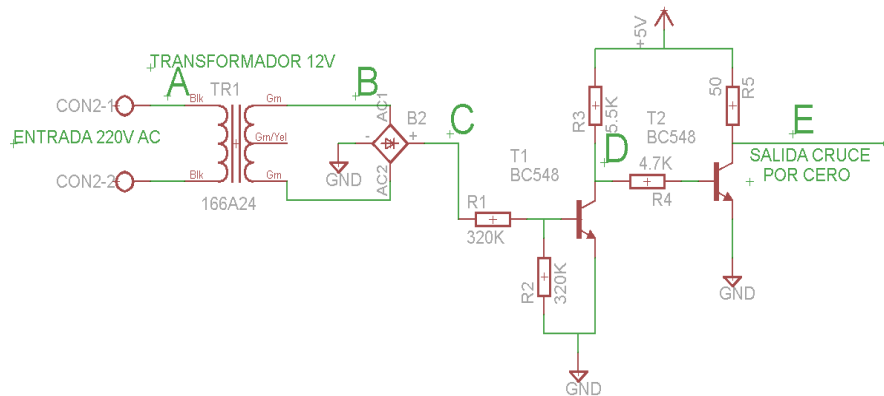 +5V
TRANSFORMADOR 12V
A
B
TR1
CON2-1
Blk
Grn
AC1
B2
C
ENTRADA 220V AC
Grn/Yel
-
+
GND
CON2-2
Blk
Grn
AC2
166A24
R1
320K
R2
320K
GND
T1
BC548
R3
5.5K
D
T2
BC548
4.7K
R4
50
R5
E
SALIDA CRUCE
POR CERO
GND